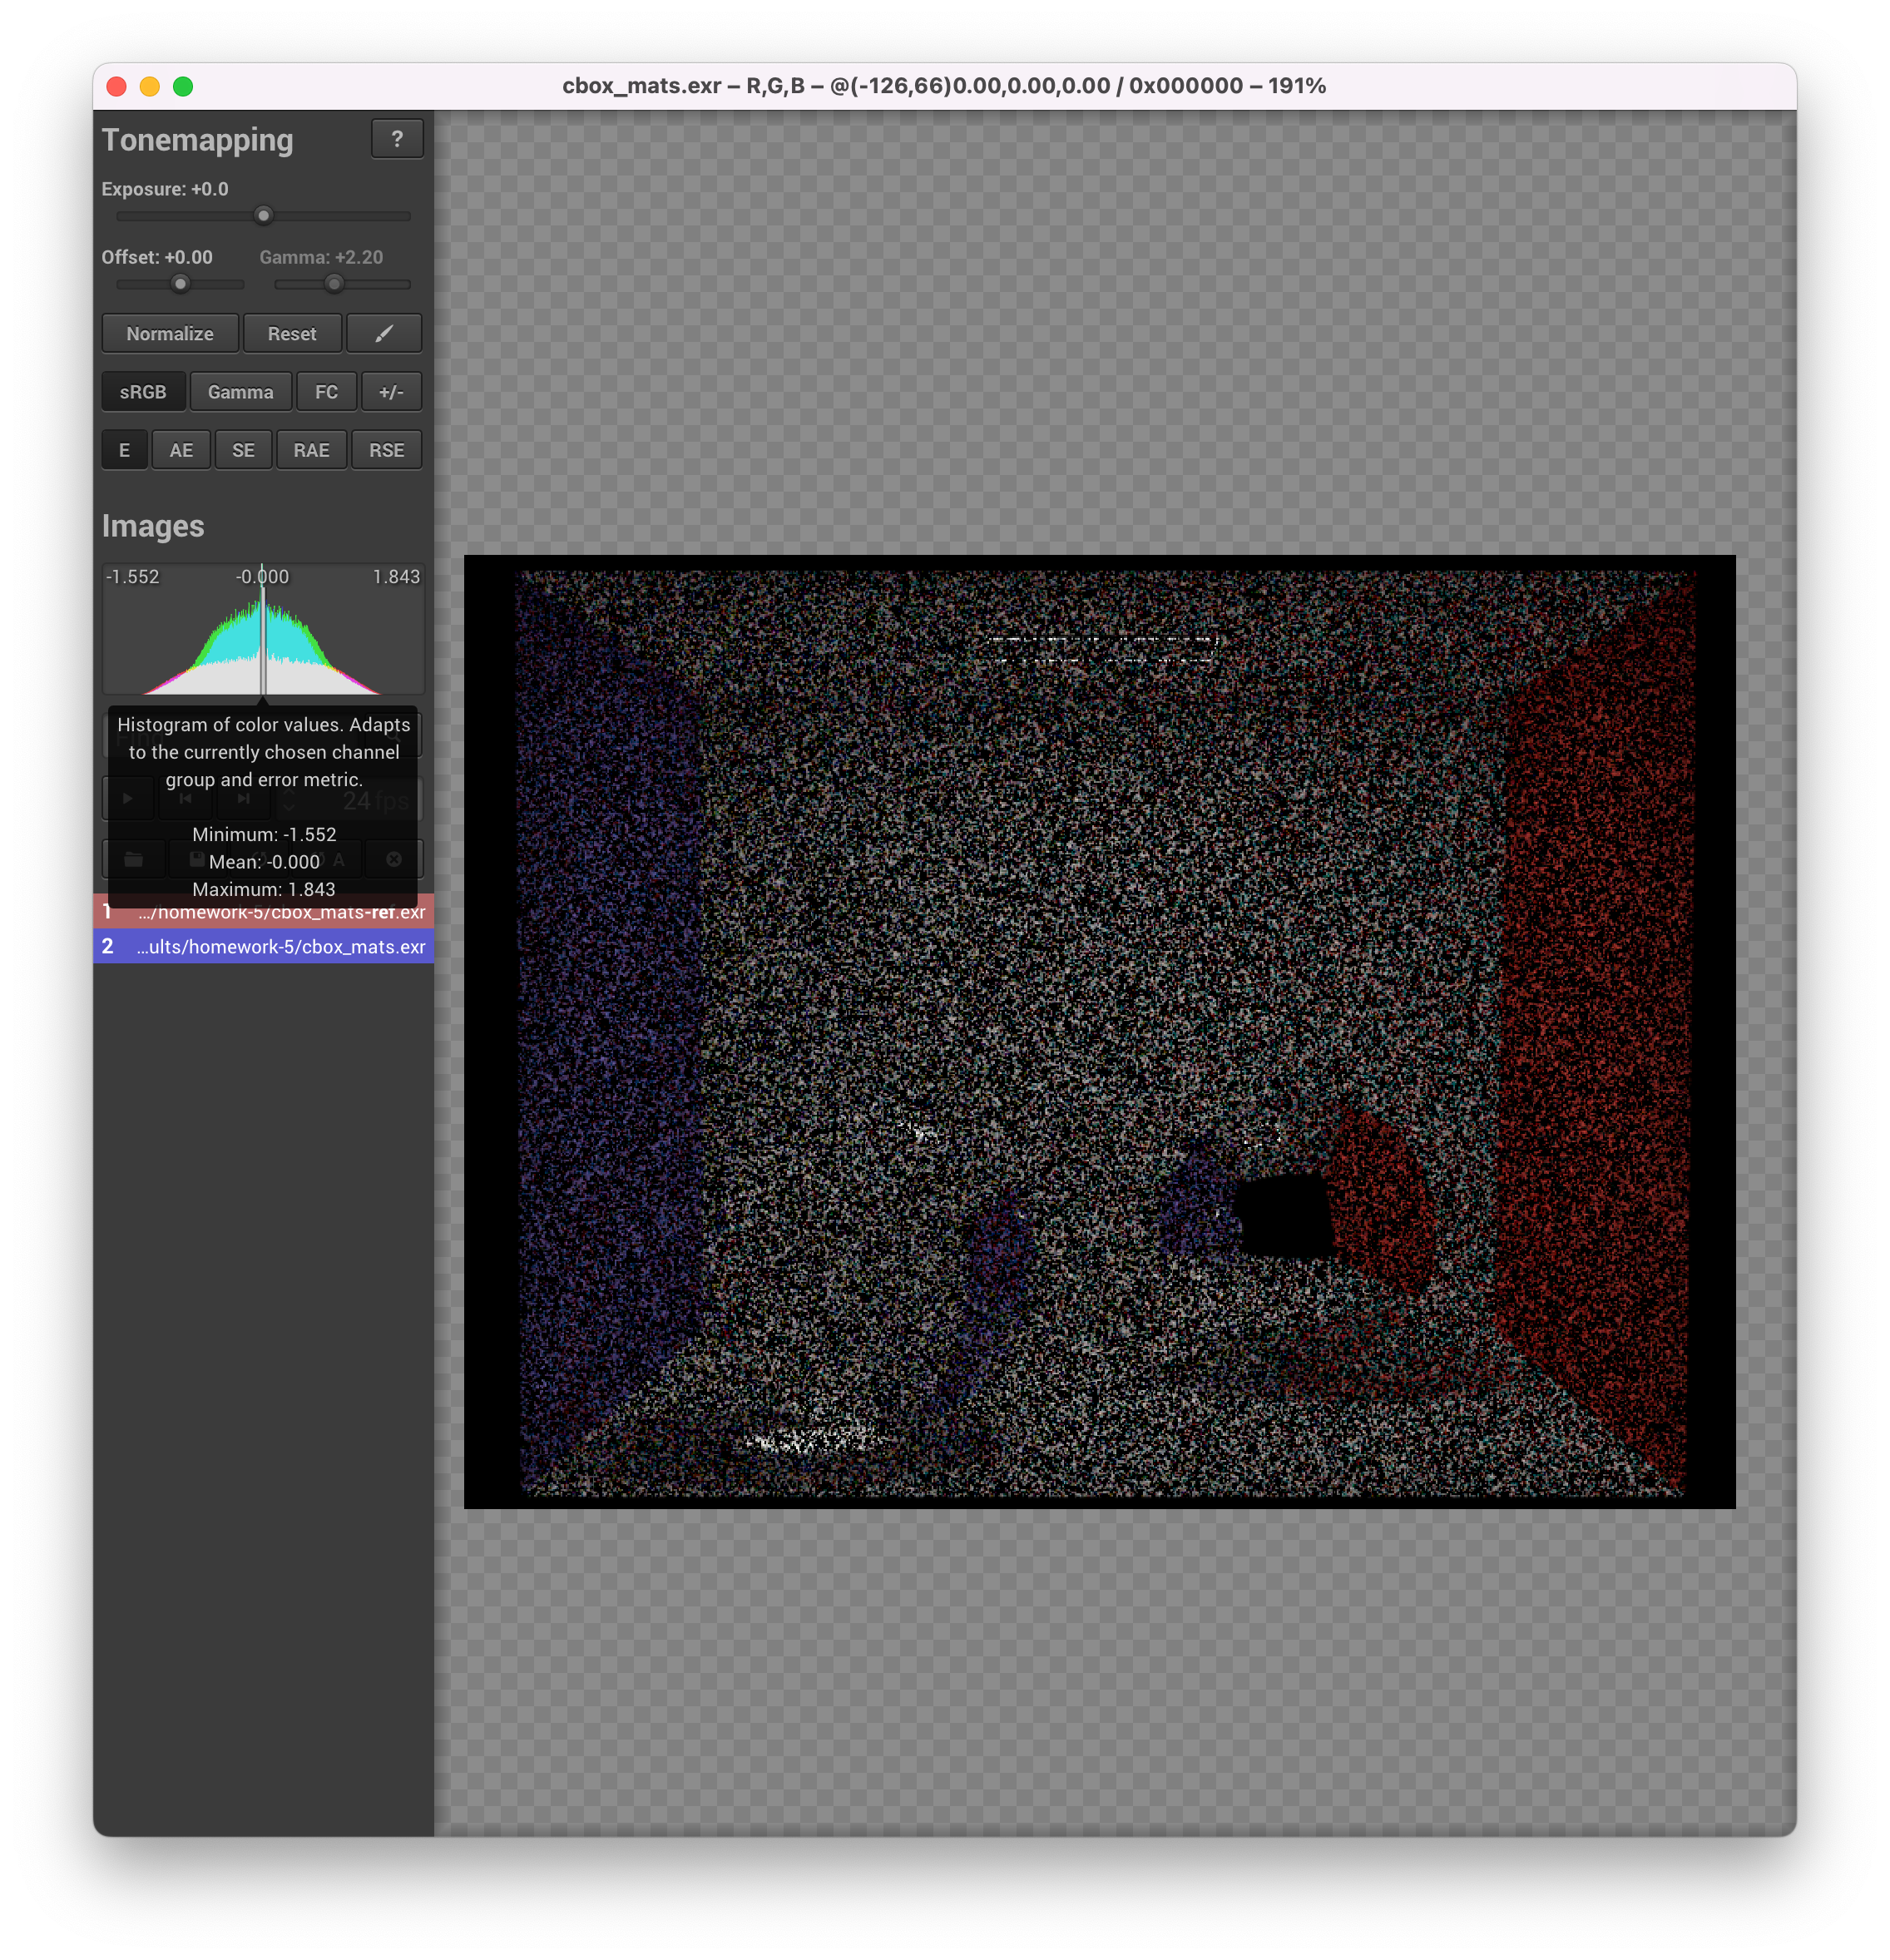 cbox_mats.exr – R,G,B – @(-126,66)0.00,0.00,0.00 / 0x000000 – 191%
Tonemapping
?
Exposure: +0.0
Offset: +0.00 Gamma: +2.20
Normalize Reset
sRGB Gamma FC +/-
E AE SE RAE RSE
Images
-1.552 -0.000 1.843
Histogram of color values. Adapts
to the currently chosen channel
group and error metric.
24 fps
Minimum: -1.552
Mean: -0.000
A
Maximum: 1.843
1 .../homework-5/cbox_mats-ref.exr
2 ...ults/homework-5/cbox_mats.exr